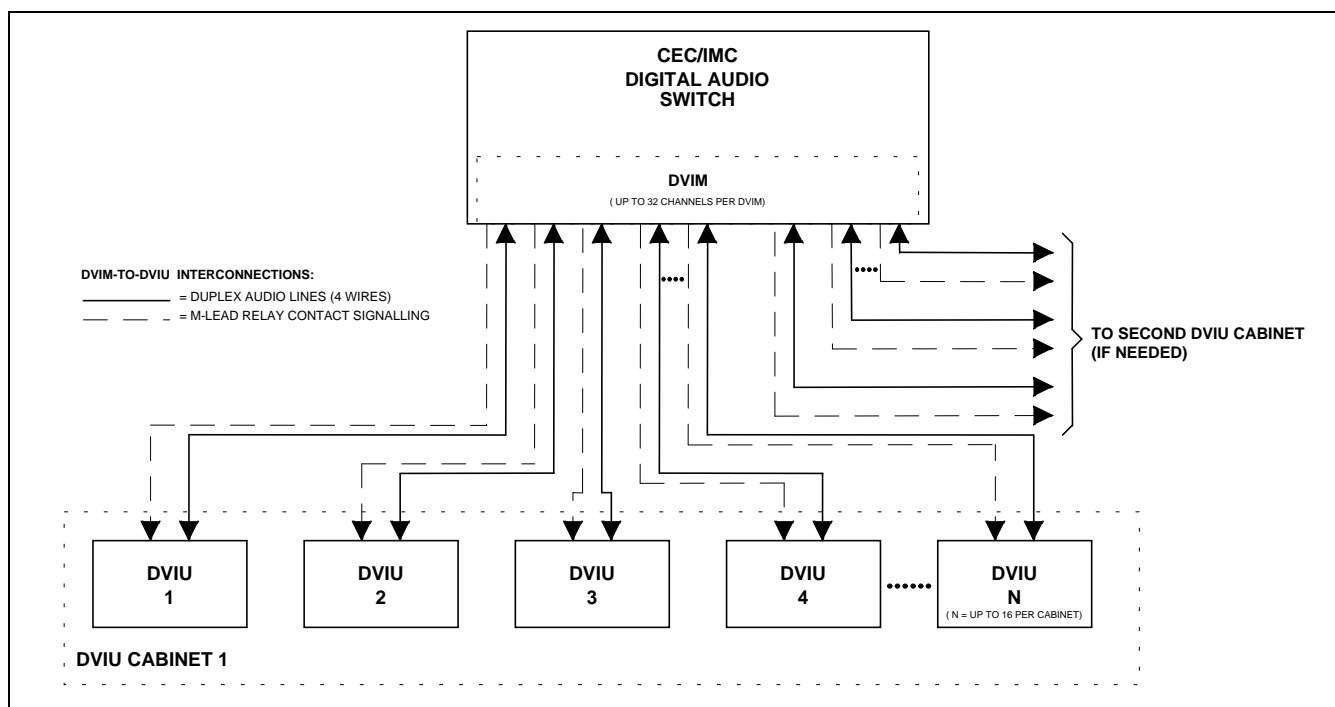 CEC/IMC
DIGITAL AUDIO
SWITCH
DVIM
( UP TO 32 CHANNELS PER DVIM)
DVIM-TO-DVIU INTERCONNECTIONS:
= DUPLEX AUDIO LINES (4 WIRES)
= M-LEAD RELAY CONTACT SIGNALLING
TO SECOND DVIU CABINET
(IF NEEDED)
DVIU
1
DVIU
2
DVIU
3
DVIU
4
DVIU
N
( N = UP TO 16 PER CABINET)
DVIU CABINET 1